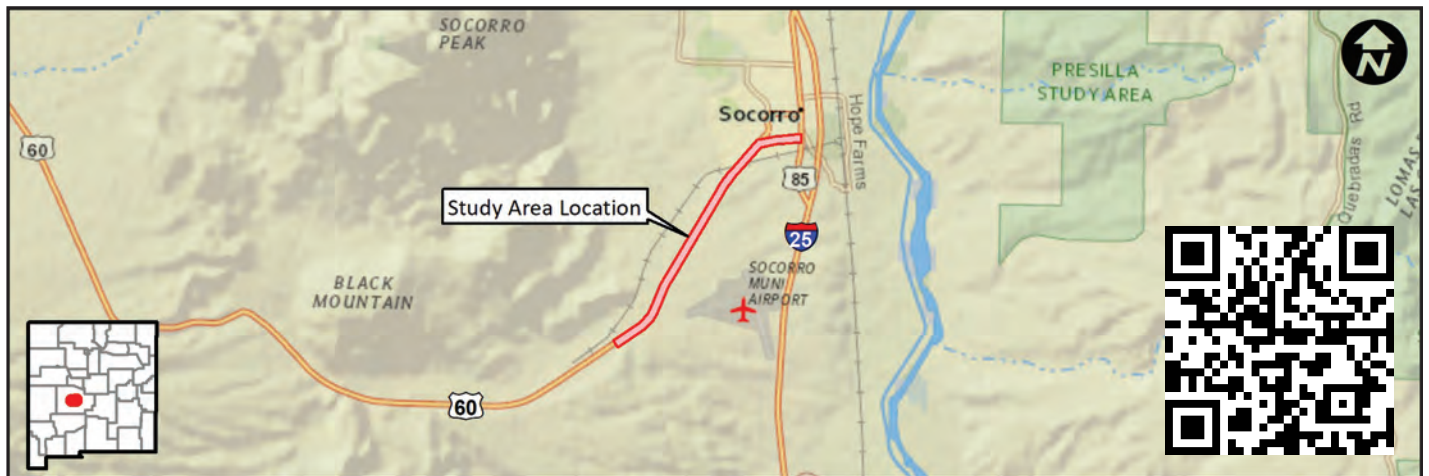 SOCORRO
PEAK
N
PRESILLA
STUDY AREA
60
Socorro
Hope Farms
Quebradas Rd
85
LOMAS
LAS
Study Area Location
25
SOCORRO
MUNI
AIRPORT
BLACK
MOUNTAIN
60